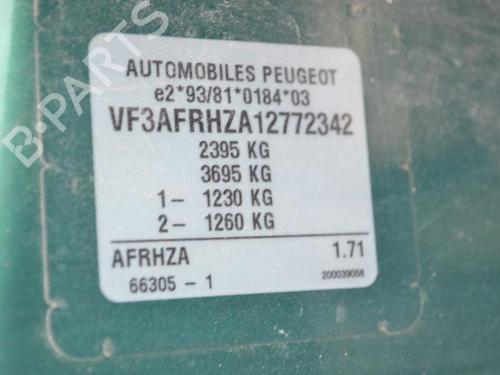 B-PARTS
AUTOMOBILES PEUGEOT
e2*93/81*0184*03
VF3AFRHZA12772342
2395 KG
3695 KG
1- 1230 KG
2- 1260 KG
AFRHZA 1.71
66305 - 1 200039058